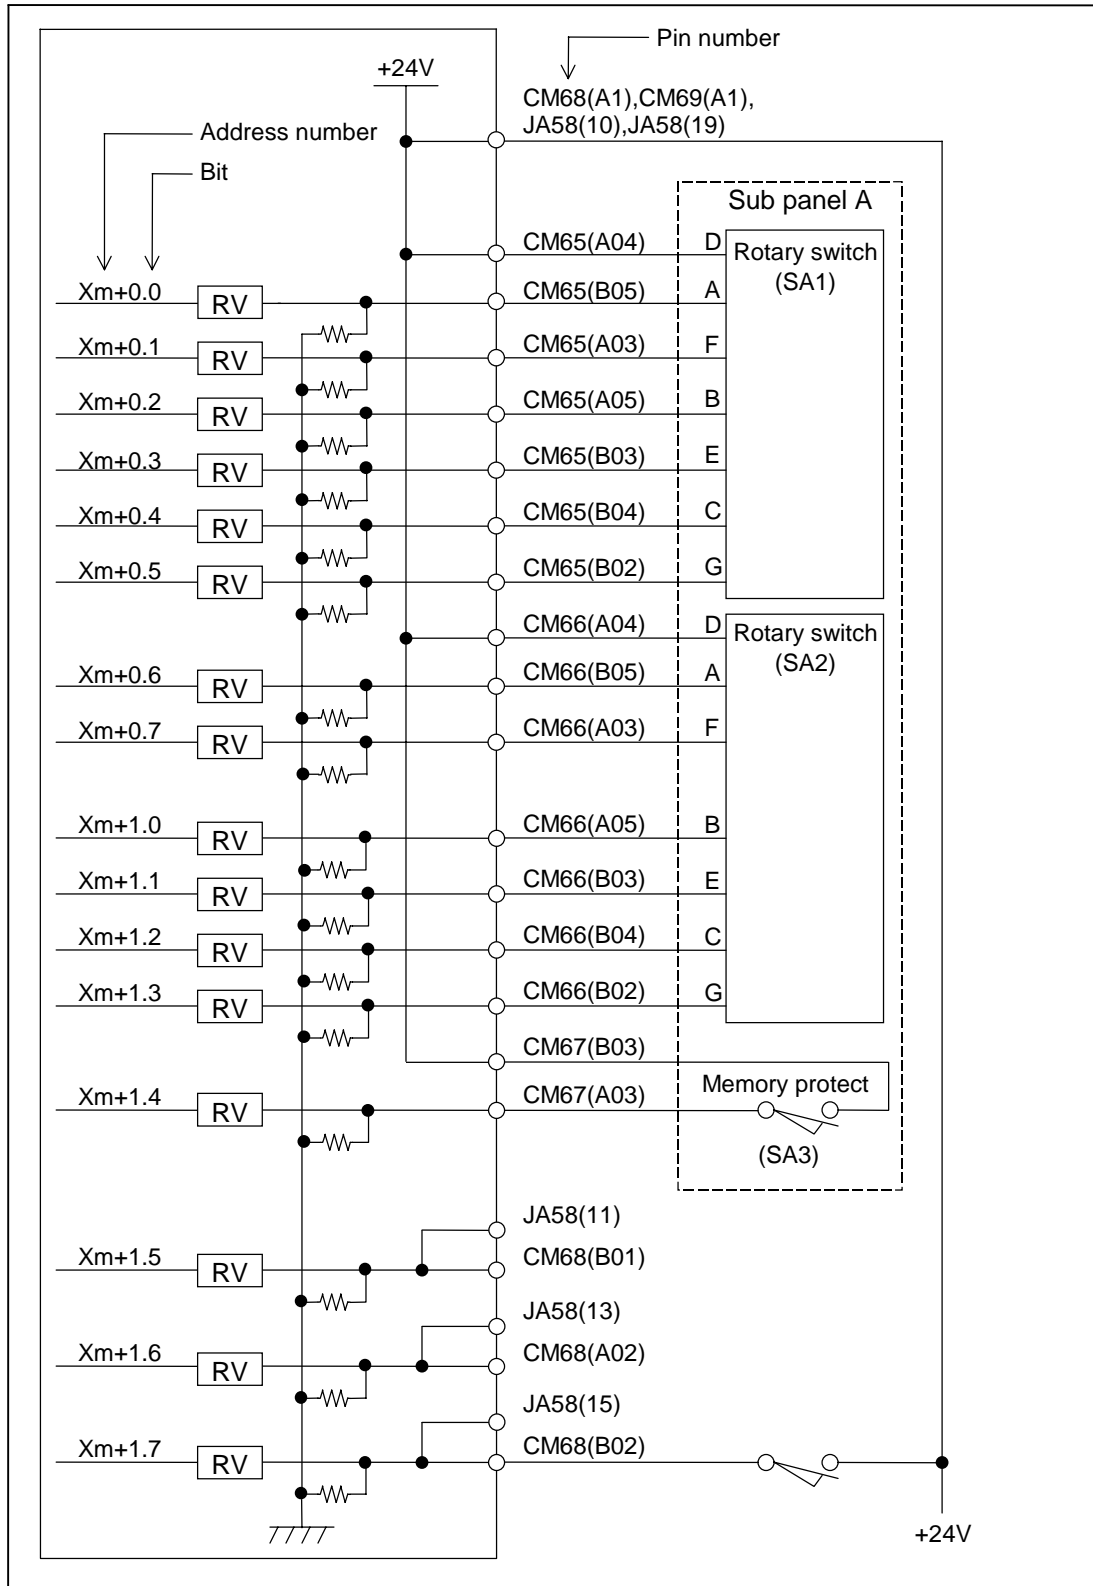 Pin number
+24V
CM68(A1),CM69(A1),
JA58(10),JA58(19)
Address number
Bit
Sub panel A
CM65(A04) D
Rotary switch
(SA1)
Xm+0.0 RV CM65(B05) A
Xm+0.1 RV CM65(A03) F
Xm+0.2 RV CM65(A05) B
Xm+0.3 RV CM65(B03) E
Xm+0.4 RV CM65(B04) C
Xm+0.5 RV CM65(B02) G
CM66(A04) D
Rotary switch
(SA2)
Xm+0.6 RV CM66(B05) A
Xm+0.7 RV CM66(A03) F
Xm+1.0 RV CM66(A05) B
Xm+1.1 RV CM66(B03) E
Xm+1.2 RV CM66(B04) C
Xm+1.3 RV CM66(B02) G
CM67(B03)
Memory protect
Xm+1.4 RV CM67(A03)
(SA3)
JA58(11)
Xm+1.5 RV CM68(B01)
JA58(13)
Xm+1.6 RV CM68(A02)
JA58(15)
Xm+1.7 RV CM68(B02)
+24V